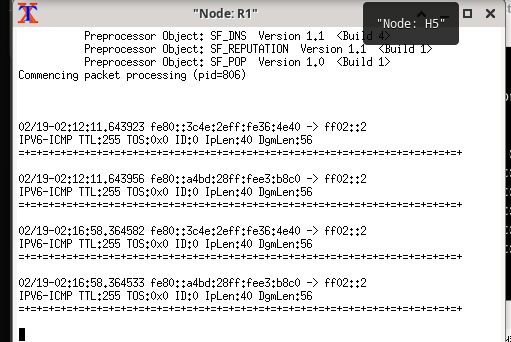 "Node: R1"
"Node: H5"
Preprocessor Object: SF_DNS Version 1.1 <Build 4>
Preprocessor Object: SF_REPUTATION Version 1.1 <Build 1>
Preprocessor Object: SF_POP Version 1.0 <Build 1>
Commencing packet processing (pid=806)
02/19-02:12:11.643923 fe80::3c4e:2eff:fe36:4e40 -> ff02::2
IPV6-ICMP TTL:255 TOS:0x0 ID:0 IpLen:40 DgmLen:56
=+=+=+=+=+=+=+=+=+=+=+=+=+=+=+=+=+=+=+=+=+=+=+=+=+=+=+=+=+=+=+=+=+=+=+=+=+
02/19-02:12:11.643956 fe80::a4bd:28ff:fee3:b8c0 -> ff02::2
IPV6-ICMP TTL:255 TOS:0x0 ID:0 IpLen:40 DgmLen:56
=+=+=+=+=+=+=+=+=+=+=+=+=+=+=+=+=+=+=+=+=+=+=+=+=+=+=+=+=+=+=+=+=+=+=+=+=+
02/19-02:16:58.364582 fe80::3c4e:2eff:fe36:4e40 -> ff02::2
IPV6-ICMP TTL:255 TOS:0x0 ID:0 IpLen:40 DgmLen:56
=+=+=+=+=+=+=+=+=+=+=+=+=+=+=+=+=+=+=+=+=+=+=+=+=+=+=+=+=+=+=+=+=+=+=+=+=+
02/19-02:16:58.364533 fe80::a4bd:28ff:fee3:b8c0 -> ff02::2
IPV6-ICMP TTL:255 TOS:0x0 ID:0 IpLen:40 DgmLen:56
=+=+=+=+=+=+=+=+=+=+=+=+=+=+=+=+=+=+=+=+=+=+=+=+=+=+=+=+=+=+=+=+=+=+=+=+=+